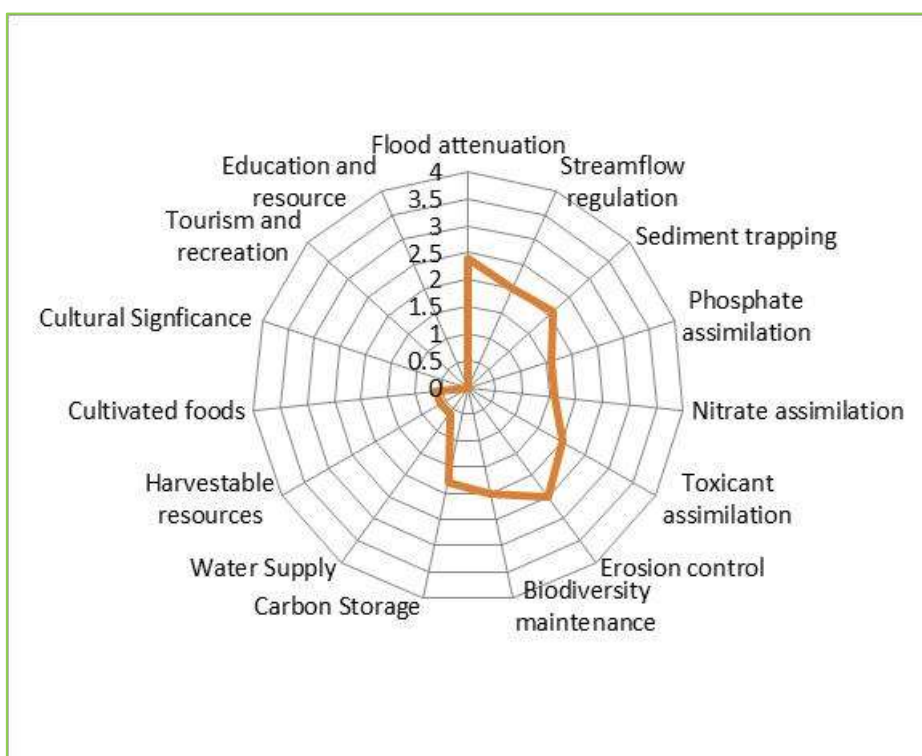 Flood attenuation
Streamflow
regulation
Sediment trapping
Phosphate
assimilation
Nitrate assimilation
Toxicant
assimilation
Erosion control
Biodiversity
maintenance
Carbon Storage
Water Supply
Harvestable
resources
Cultivated foods
Cultural Signficance
Tourism and
recreation
Education and
resource
4
3.5
3
2.5
2
1.5
1
0.5
0